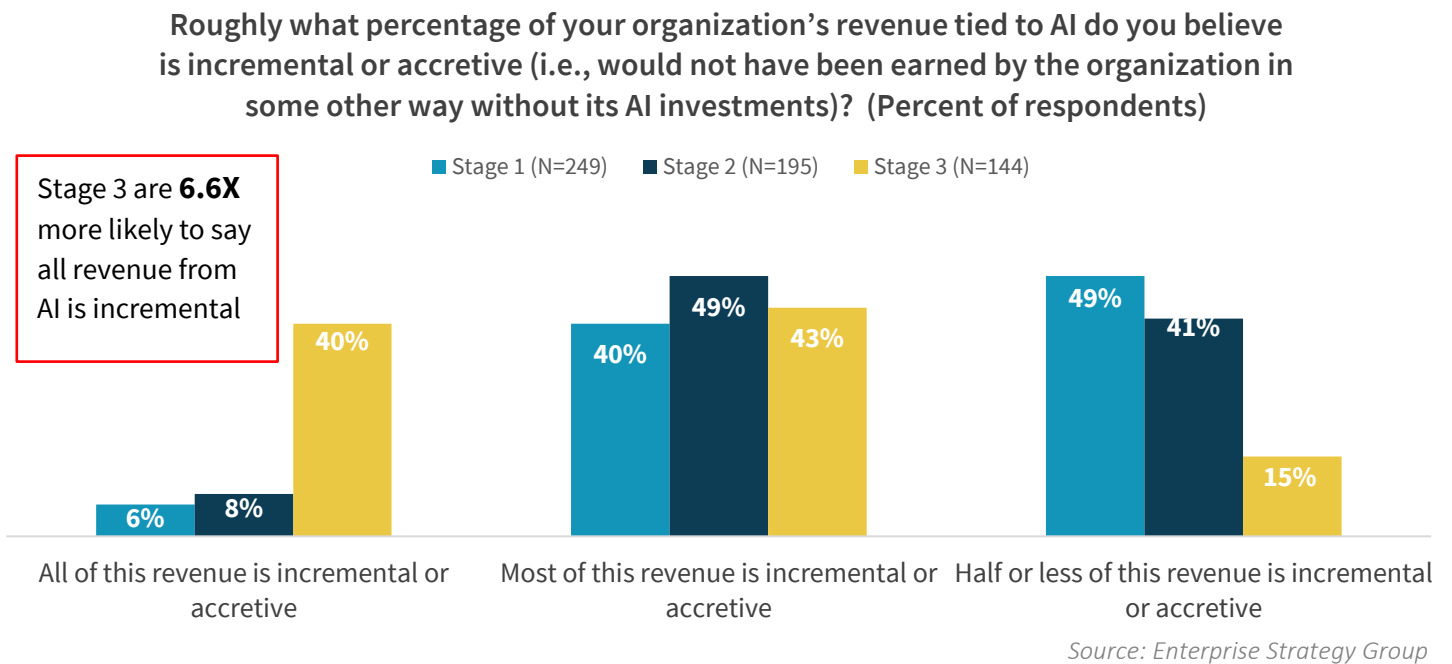 Roughly what percentage of your organization’s revenue tied to AI do you believe
is incremental or accretive (i.e., would not have been earned by the organization in
some other way without its AI investments)? (Percent of respondents)
Stage 1 (N=249) Stage 2 (N=195) Stage 3 (N=144)
Stage 3 are 6.6X
more likely to say
all revenue from
AI is incremental
6% 8% 40%
40% 49% 43%
49% 41% 15%
All of this revenue is incremental or
accretive
Most of this revenue is incremental or
accretive
Half or less of this revenue is incremental
or accretive
Source: Enterprise Strategy Group